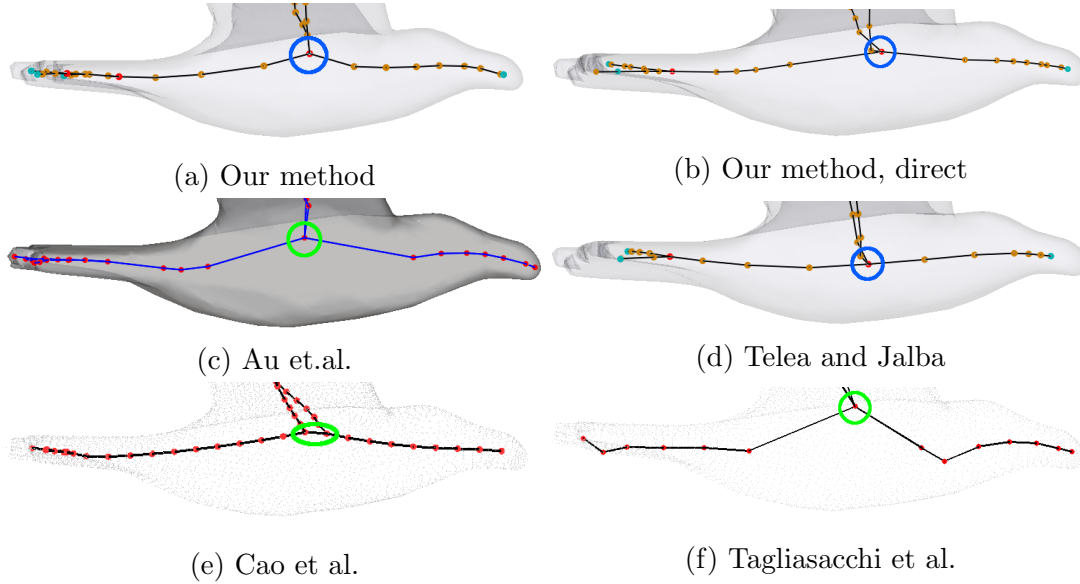 (a) Our method
(b) Our method, direct
(c) Au et.al.
(d) Telea and Jalba
(e) Cao et al.
(f) Tagliasacchi et al.